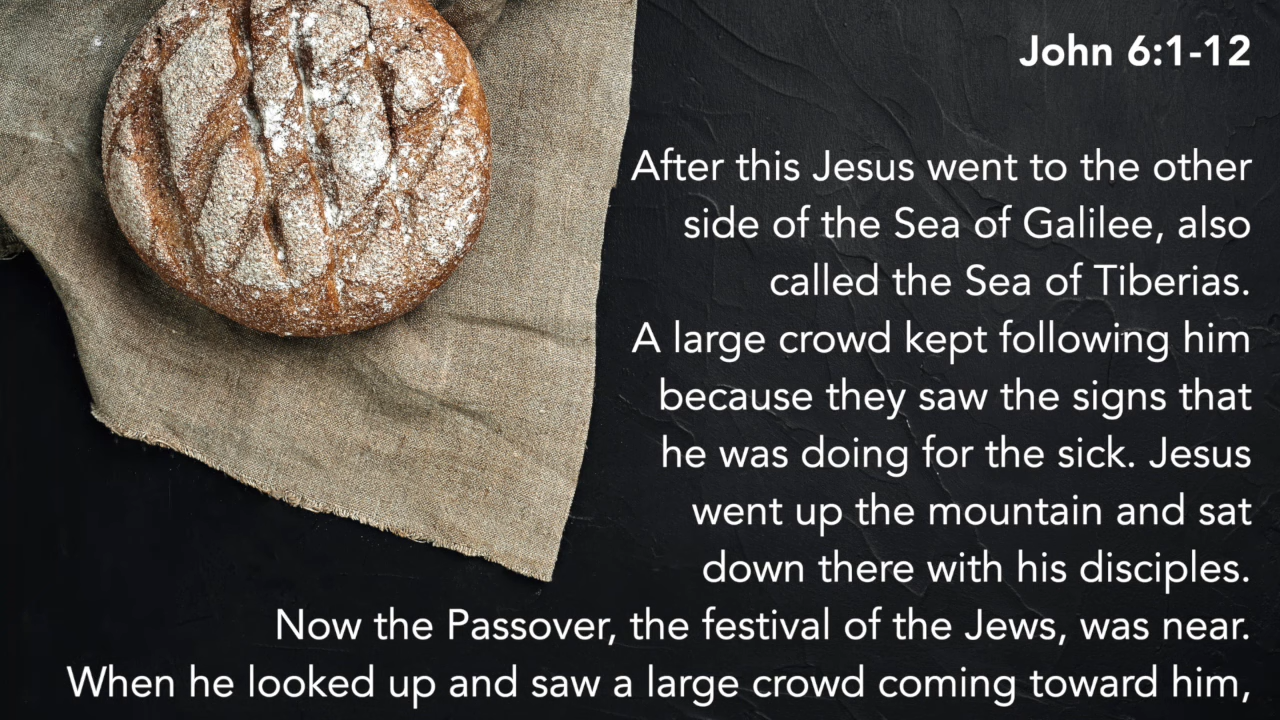 John 6:1-12
After this Jesus went to the other
side of the Sea of Galilee, also
called the Sea of Tiberias.
A large crowd kept following him
because they saw the signs that
he was doing for the sick. Jesus
went up the mountain and sat
down there with his disciples.
Now the Passover, the festival of the Jews, was near.
When he looked up and saw a large crowd coming toward him,